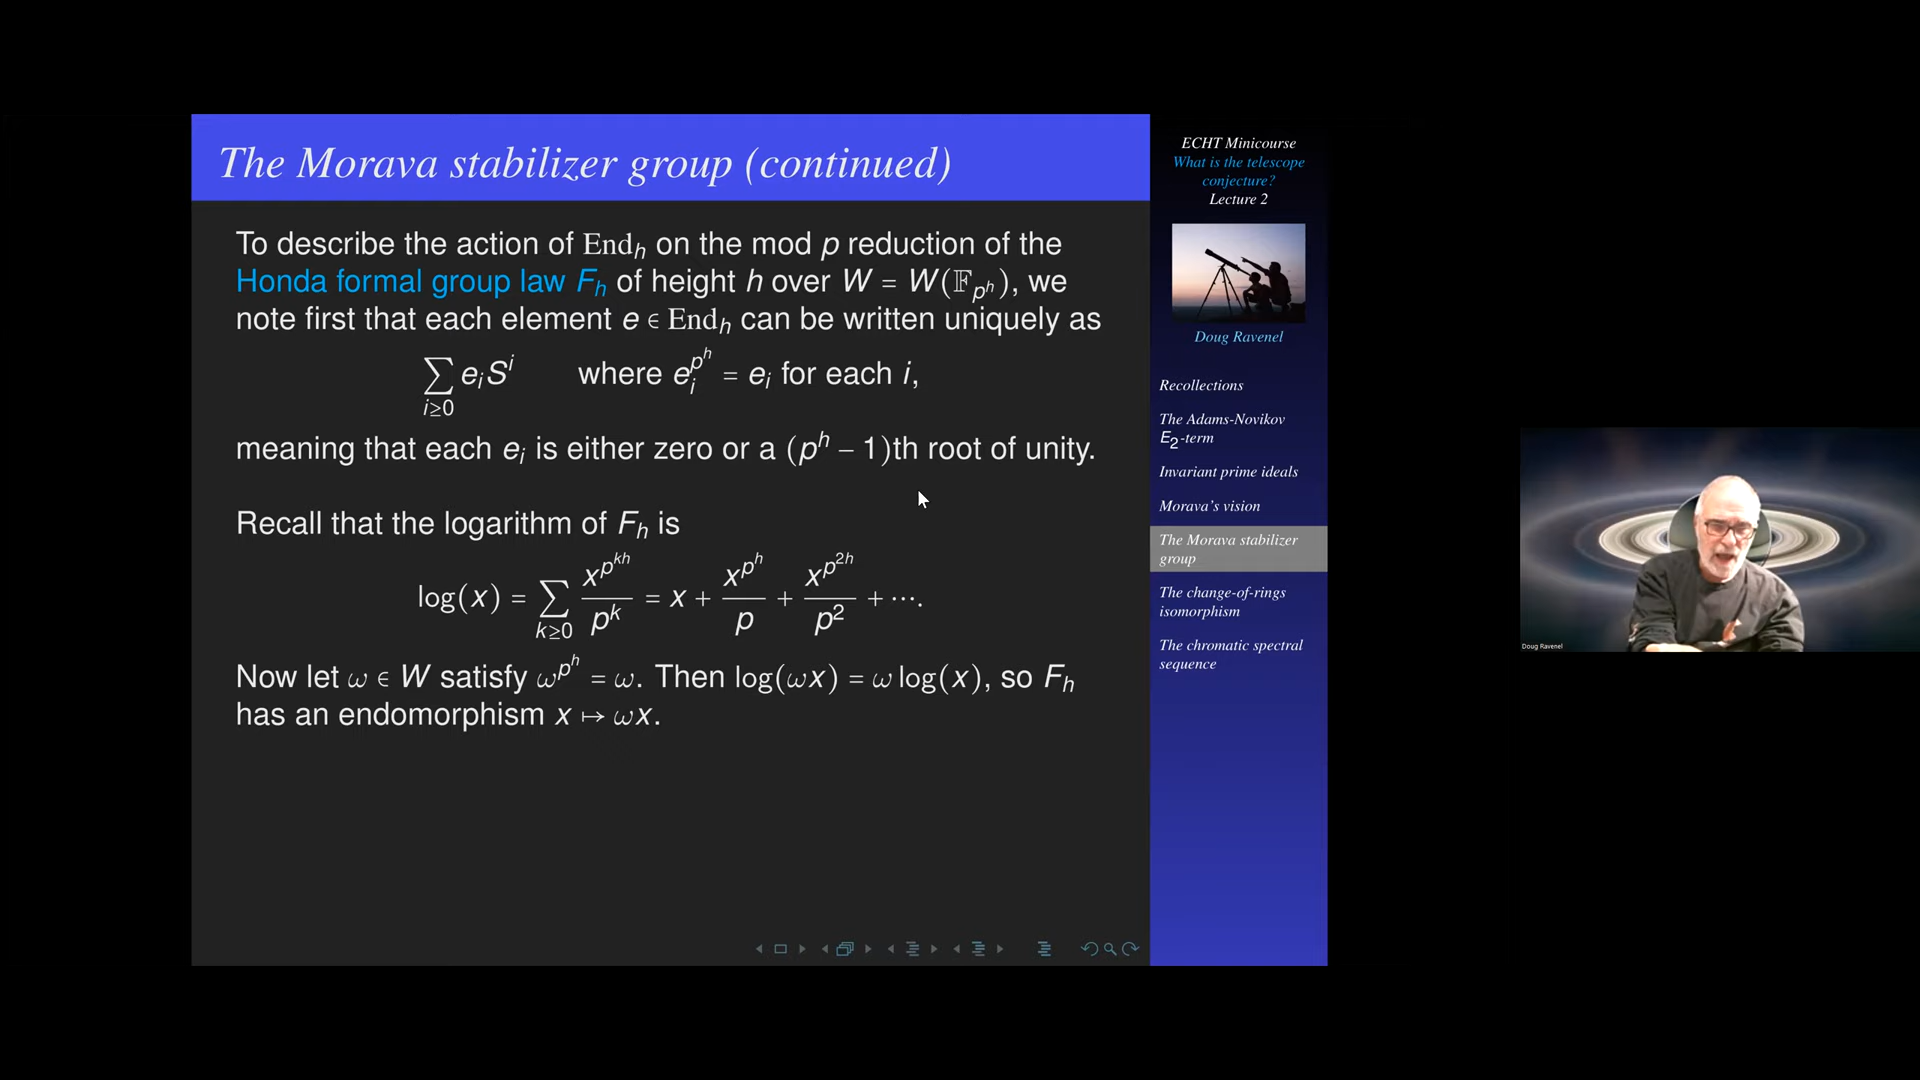 The Morava stabilizer group (continued)
To describe the action of End_h on the mod p reduction of the
Honda formal group law F_h of height h over W = W(𝔽_{p^h}), we
note first that each element e ∈ End_h can be written uniquely as
∑_{i≥0} e_i S^i where e_i^{p^h} = e_i for each i,
meaning that each e_i is either zero or a (p^h − 1)th root of unity.
Recall that the logarithm of F_h is
log(x) = ∑_{k≥0} x^{p^{kh}}/p^k = x + x^{p^h}/p + x^{p^{2h}}/p^2 + ⋯.
Now let ω ∈ W satisfy ω^{p^h} = ω. Then log(ωx) = ω log(x), so F_h
has an endomorphism x ↦ ωx.
ECHT Minicourse
What is the telescope
conjecture?
Lecture 2
Doug Ravenel
Recollections
The Adams-Novikov
E_2-term
Invariant prime ideals
Morava's vision
The Morava stabilizer
group
The change-of-rings
isomorphism
The chromatic spectral
sequence
Doug Ravenel